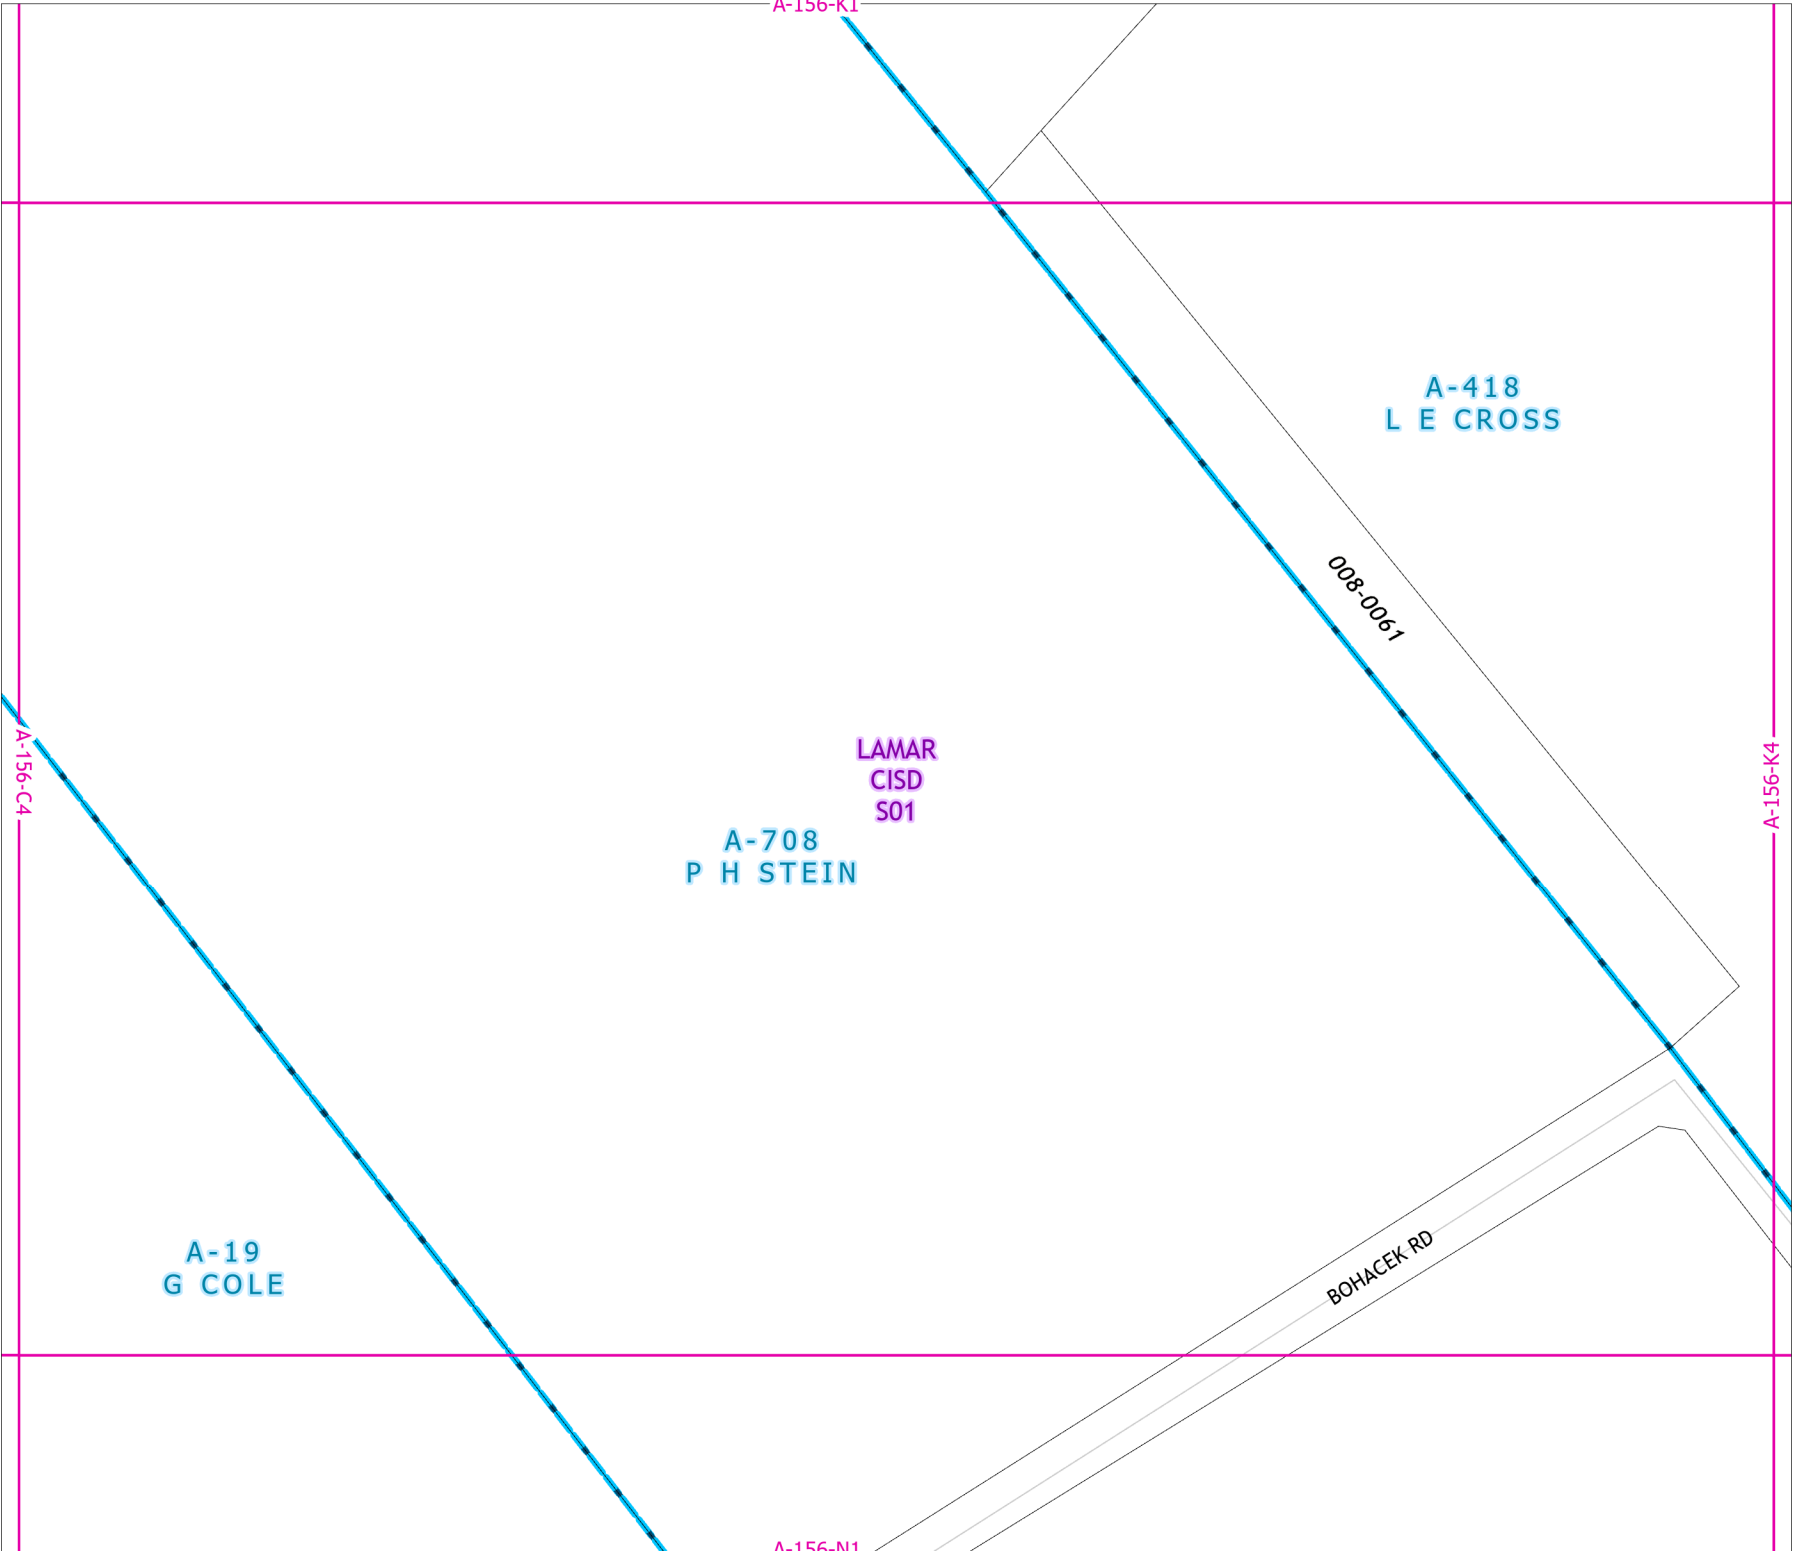 A-156-K1
A-418
L E CROSS
008-0061
A-156-C4
LAMAR
CISD
S01
A-156-K4
A-708
P H STEIN
A-19
G COLE
BOHACEK RD
A-156-N1